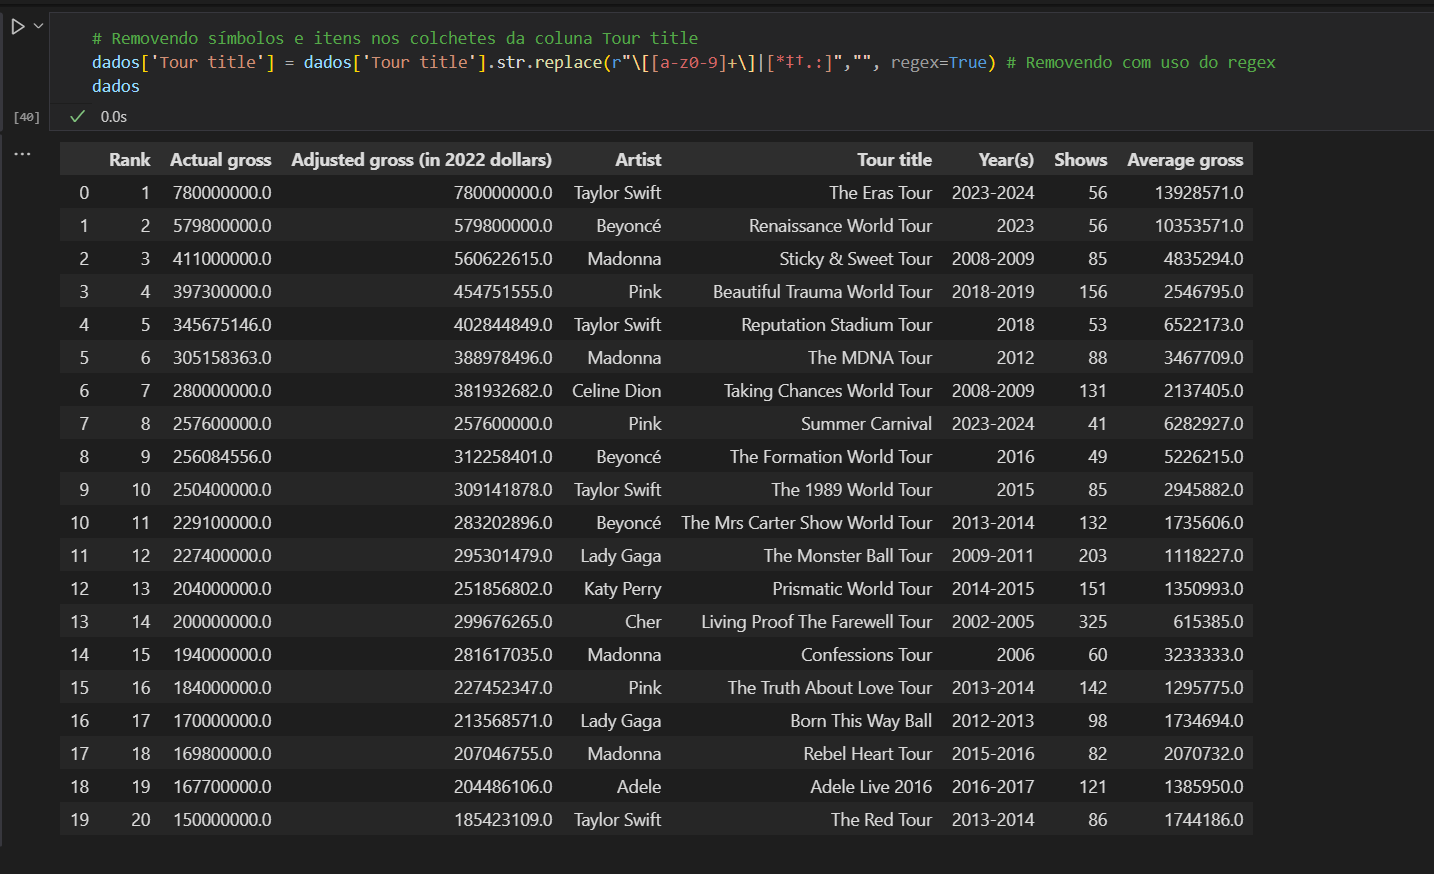 # Removendo símbolos e itens nos colchetes da coluna Tour title
dados['Tour title'] = dados['Tour title'].str.replace(r"\[[a-z0-9]+\]|[*‡†.:]","", regex=True) # Removendo com uso do regex
dados
[40] 0.0s
Rank Actual gross Adjusted gross (in 2022 dollars) Artist Tour title Year(s) Shows Average gross
0 1 780000000.0 780000000.0 Taylor Swift The Eras Tour 2023-2024 56 13928571.0
1 2 579800000.0 579800000.0 Beyoncé Renaissance World Tour 2023 56 10353571.0
2 3 411000000.0 560622615.0 Madonna Sticky & Sweet Tour 2008-2009 85 4835294.0
3 4 397300000.0 454751555.0 Pink Beautiful Trauma World Tour 2018-2019 156 2546795.0
4 5 345675146.0 402844849.0 Taylor Swift Reputation Stadium Tour 2018 53 6522173.0
5 6 305158363.0 388978496.0 Madonna The MDNA Tour 2012 88 3467709.0
6 7 280000000.0 381932682.0 Celine Dion Taking Chances World Tour 2008-2009 131 2137405.0
7 8 257600000.0 257600000.0 Pink Summer Carnival 2023-2024 41 6282927.0
8 9 256084556.0 312258401.0 Beyoncé The Formation World Tour 2016 49 5226215.0
9 10 250400000.0 309141878.0 Taylor Swift The 1989 World Tour 2015 85 2945882.0
10 11 229100000.0 283202896.0 Beyoncé The Mrs Carter Show World Tour 2013-2014 132 1735606.0
11 12 227400000.0 295301479.0 Lady Gaga The Monster Ball Tour 2009-2011 203 1118227.0
12 13 204000000.0 251856802.0 Katy Perry Prismatic World Tour 2014-2015 151 1350993.0
13 14 200000000.0 299676265.0 Cher Living Proof The Farewell Tour 2002-2005 325 615385.0
14 15 194000000.0 281617035.0 Madonna Confessions Tour 2006 60 3233333.0
15 16 184000000.0 227452347.0 Pink The Truth About Love Tour 2013-2014 142 1295775.0
16 17 170000000.0 213568571.0 Lady Gaga Born This Way Ball 2012-2013 98 1734694.0
17 18 169800000.0 207046755.0 Madonna Rebel Heart Tour 2015-2016 82 2070732.0
18 19 167700000.0 204486106.0 Adele Adele Live 2016 2016-2017 121 1385950.0
19 20 150000000.0 185423109.0 Taylor Swift The Red Tour 2013-2014 86 1744186.0